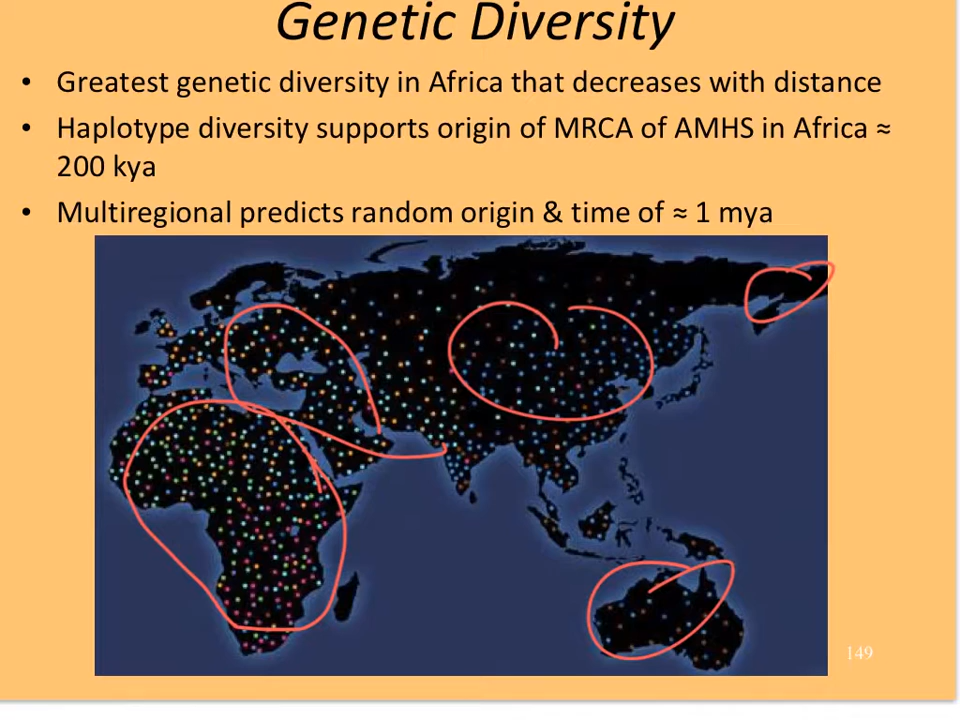 Genetic Diversity
• Greatest genetic diversity in Africa that decreases with distance
• Haplotype diversity supports origin of MRCA of AMHS in Africa ≈
200 kya
• Multiregional predicts random origin & time of ≈ 1 mya
149